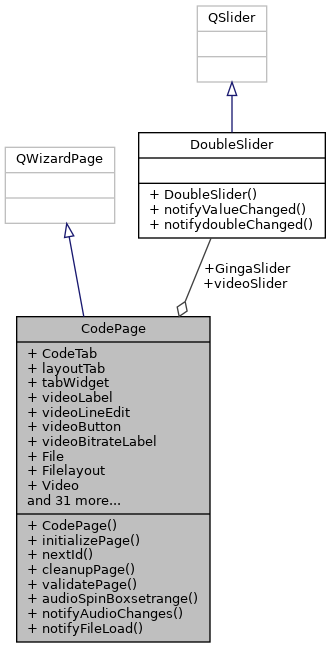 QSlider
DoubleSlider
+ DoubleSlider()
+ notifyValueChanged()
+ notifydoubleChanged()
QWizardPage
+GingaSlider
+videoSlider
CodePage
+ CodeTab
+ layoutTab
+ tabWidget
+ videoLabel
+ videoLineEdit
+ videoButton
+ videoBitrateLabel
+ File
+ Filelayout
+ Video
and 31 more...
+ CodePage()
+ initializePage()
+ nextId()
+ cleanupPage()
+ validatePage()
+ audioSpinBoxsetrange()
+ notifyAudioChanges()
+ notifyFileLoad()